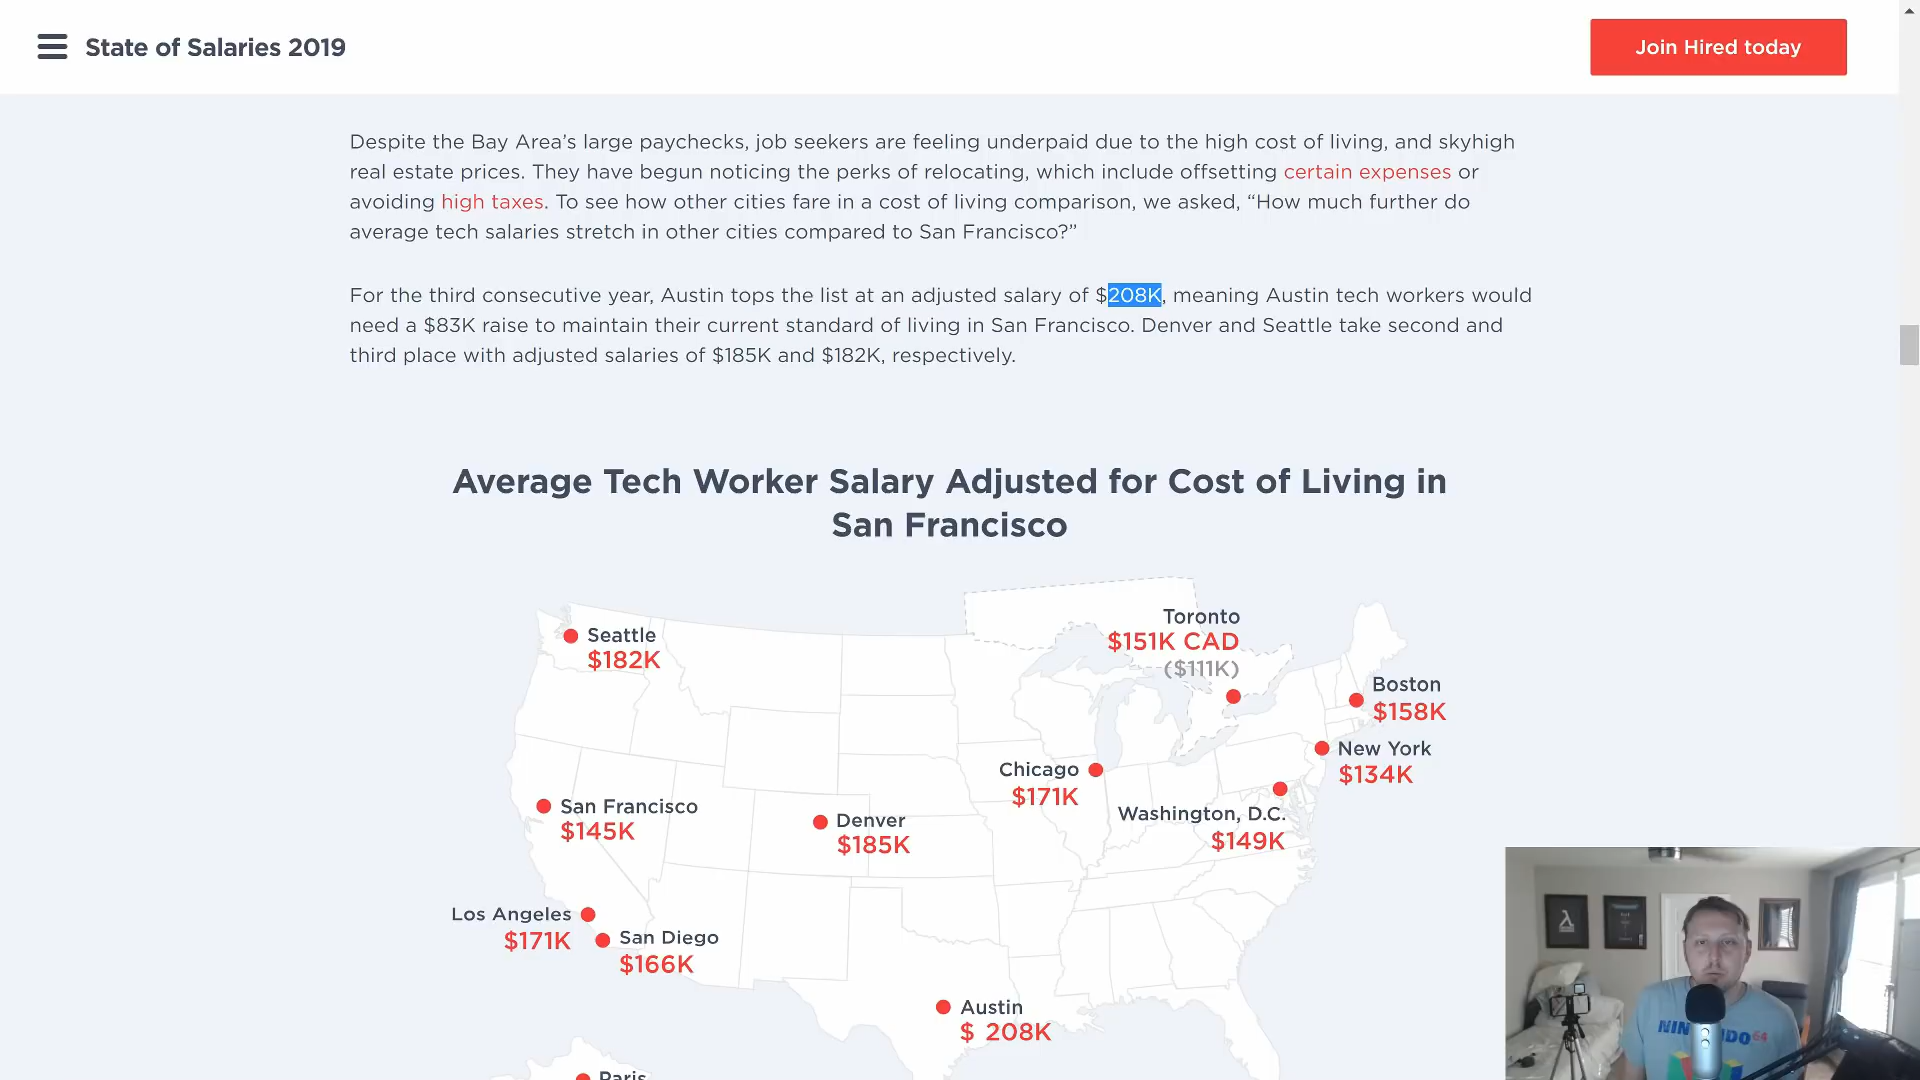 State of Salaries 2019
Join Hired today
Despite the Bay Area’s large paychecks, job seekers are feeling underpaid due to the high cost of living, and skyhigh
real estate prices. They have begun noticing the perks of relocating, which include offsetting certain expenses or
avoiding high taxes. To see how other cities fare in a cost of living comparison, we asked, “How much further do
average tech salaries stretch in other cities compared to San Francisco?”
For the third consecutive year, Austin tops the list at an adjusted salary of $208K, meaning Austin tech workers would
need a $83K raise to maintain their current standard of living in San Francisco. Denver and Seattle take second and
third place with adjusted salaries of $185K and $182K, respectively.
Average Tech Worker Salary Adjusted for Cost of Living in
San Francisco
Toronto
$151K CAD
($111K)
Seattle
$182K
Boston
$158K
New York
$134K
Chicago
$171K
Washington, D.C.
$149K
San Francisco
$145K
Denver
$185K
Los Angeles
$171K
San Diego
$166K
Austin
$ 208K
Paris